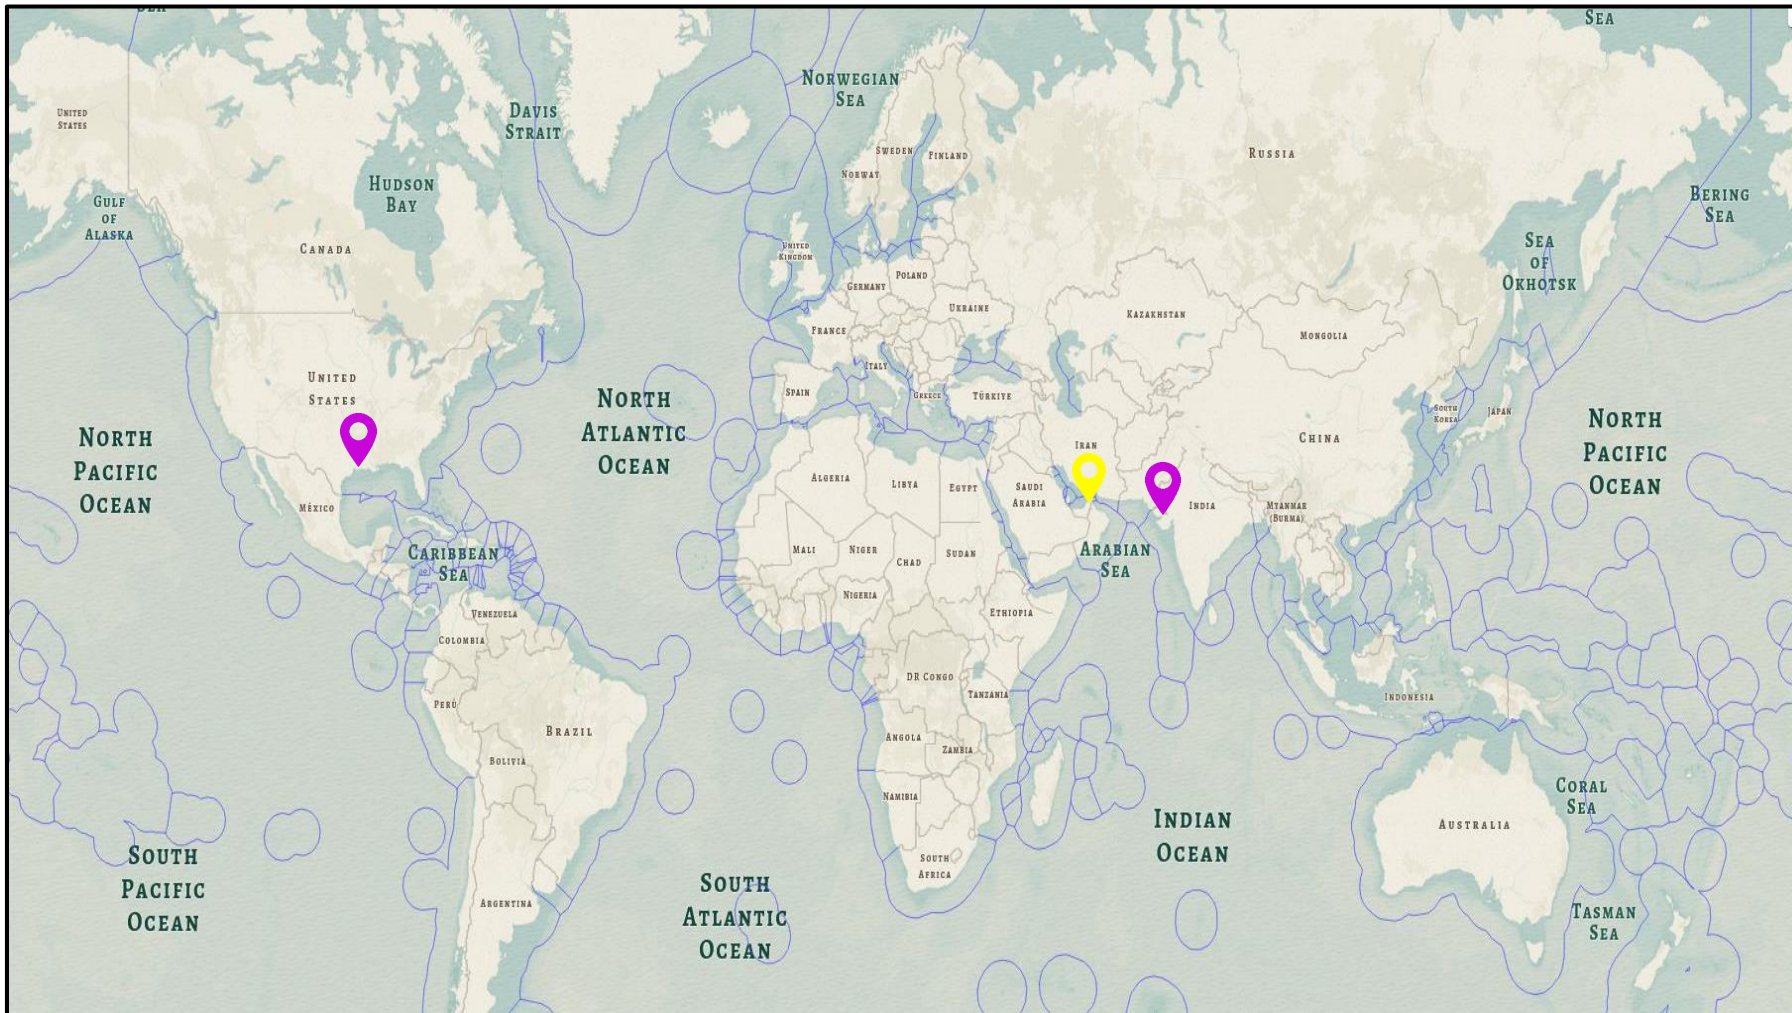 SEA
SEA
NORWEGIAN
SEA
DAVIS
STRAIT
UNITED
STATES
SWEDEN
FINLAND
NORWAY
RUSSIA
HUDSON
BAY
BERING
SEA
GULF
OF
ALASKA
CANADA
UNITED
KINGDOM
SEA
OF
OKHOTSK
POLAND
GERMANY
UKRAINE
KAZAKHSTAN
FRANCE
MONGOLIA
ITALY
UNITED
STATES
SPAIN
GREECE
TÜRKIYE
NORTH
ATLANTIC
OCEAN
SOUTH
KOREA
JAPAN
NORTH
PACIFIC
OCEAN
NORTH
PACIFIC
OCEAN
CHINA
IRAN
ALGERIA
LIBYA
EGYPT
SAUDI
ARABIA
INDIA
MYANMAR
(BURMA)
MÉXICO
CARIBBEAN
SEA
MALI
NIGER
CHAD
SUDAN
ARABIAN
SEA
NIGERIA
ETHIOPIA
VENEZUELA
COLOMBIA
DR CONGO
TANZANIA
INDONESIA
PERÚ
BRAZIL
ANGOLA
ZAMBIA
BOLIVIA
NAMIBIA
CORAL
SEA
INDIAN
OCEAN
AUSTRALIA
SOUTH
PACIFIC
OCEAN
SOUTH
AFRICA
SOUTH
ATLANTIC
OCEAN
ARGENTINA
TASMAN
SEA